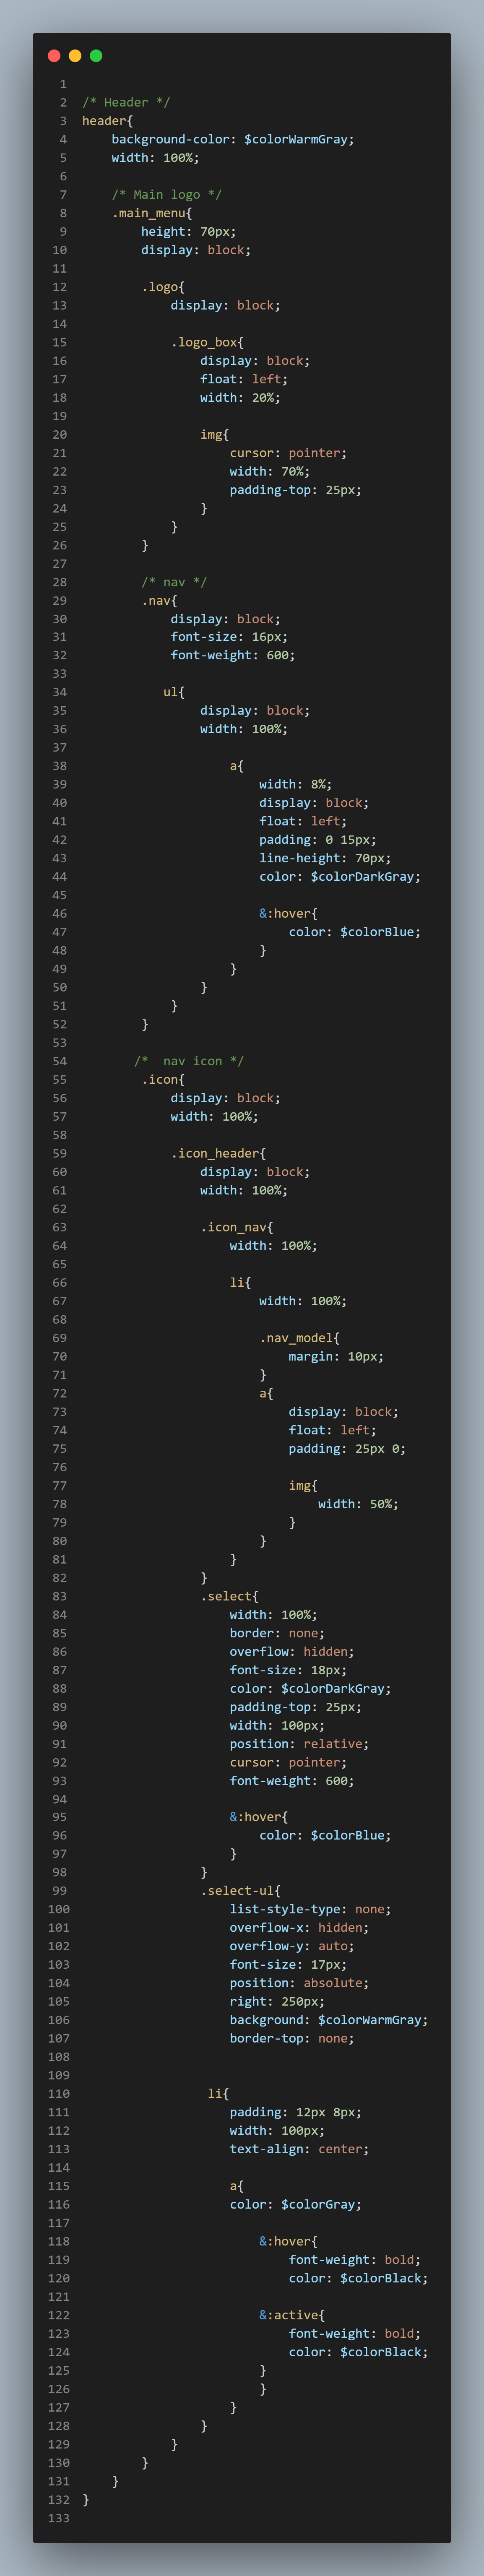 1
2 /* Header */
3 header{
4     background-color: $colorWarmGray;
5     width: 100%;
6
7     /* Main logo */
8     .main_menu{
9         height: 70px;
10         display: block;
11
12         .logo{
13             display: block;
14
15             .logo_box{
16                 display: block;
17                 float: left;
18                 width: 20%;
19
20                 img{
21                     cursor: pointer;
22                     width: 70%;
23                     padding-top: 25px;
24                 }
25             }
26         }
27
28         /* nav */
29         .nav{
30             display: block;
31             font-size: 16px;
32             font-weight: 600;
33
34            ul{
35                 display: block;
36                 width: 100%;
37
38                     a{
39                         width: 8%;
40                         display: block;
41                         float: left;
42                         padding: 0 15px;
43                         line-height: 70px;
44                         color: $colorDarkGray;
45
46                         &:hover{
47                             color: $colorBlue;
48                         }
49                     }
50                 }
51             }
52         }
53
54        /*  nav icon */
55         .icon{
56             display: block;
57             width: 100%;
58
59             .icon_header{
60                 display: block;
61                 width: 100%;
62
63                 .icon_nav{
64                     width: 100%;
65
66                     li{
67                         width: 100%;
68
69                         .nav_model{
70                             margin: 10px;
71                         }
72                         a{
73                             display: block;
74                             float: left;
75                             padding: 25px 0;
76
77                             img{
78                                 width: 50%;
79                             }
80                         }
81                     }
82                 }
83                 .select{
84                     width: 100%;
85                     border: none;
86                     overflow: hidden;
87                     font-size: 18px;
88                     color: $colorDarkGray;
89                     padding-top: 25px;
90                     width: 100px;
91                     position: relative;
92                     cursor: pointer;
93                     font-weight: 600;
94
95                     &:hover{
96                         color: $colorBlue;
97                     }
98                 }
99                 .select-ul{
100                     list-style-type: none;
101                     overflow-x: hidden;
102                     overflow-y: auto;
103                     font-size: 17px;
104                     position: absolute;
105                     right: 250px;
106                     background: $colorWarmGray;
107                     border-top: none;
108
109
110                  li{
111                     padding: 12px 8px;
112                     width: 100px;
113                     text-align: center;
114
115                     a{
116                     color: $colorGray;
117
118                         &:hover{
119                             font-weight: bold;
120                             color: $colorBlack;
121
122                         &:active{
123                             font-weight: bold;
124                             color: $colorBlack;
125                         }
126                         }
127                     }
128                 }
129             }
130         }
131     }
132 }
133